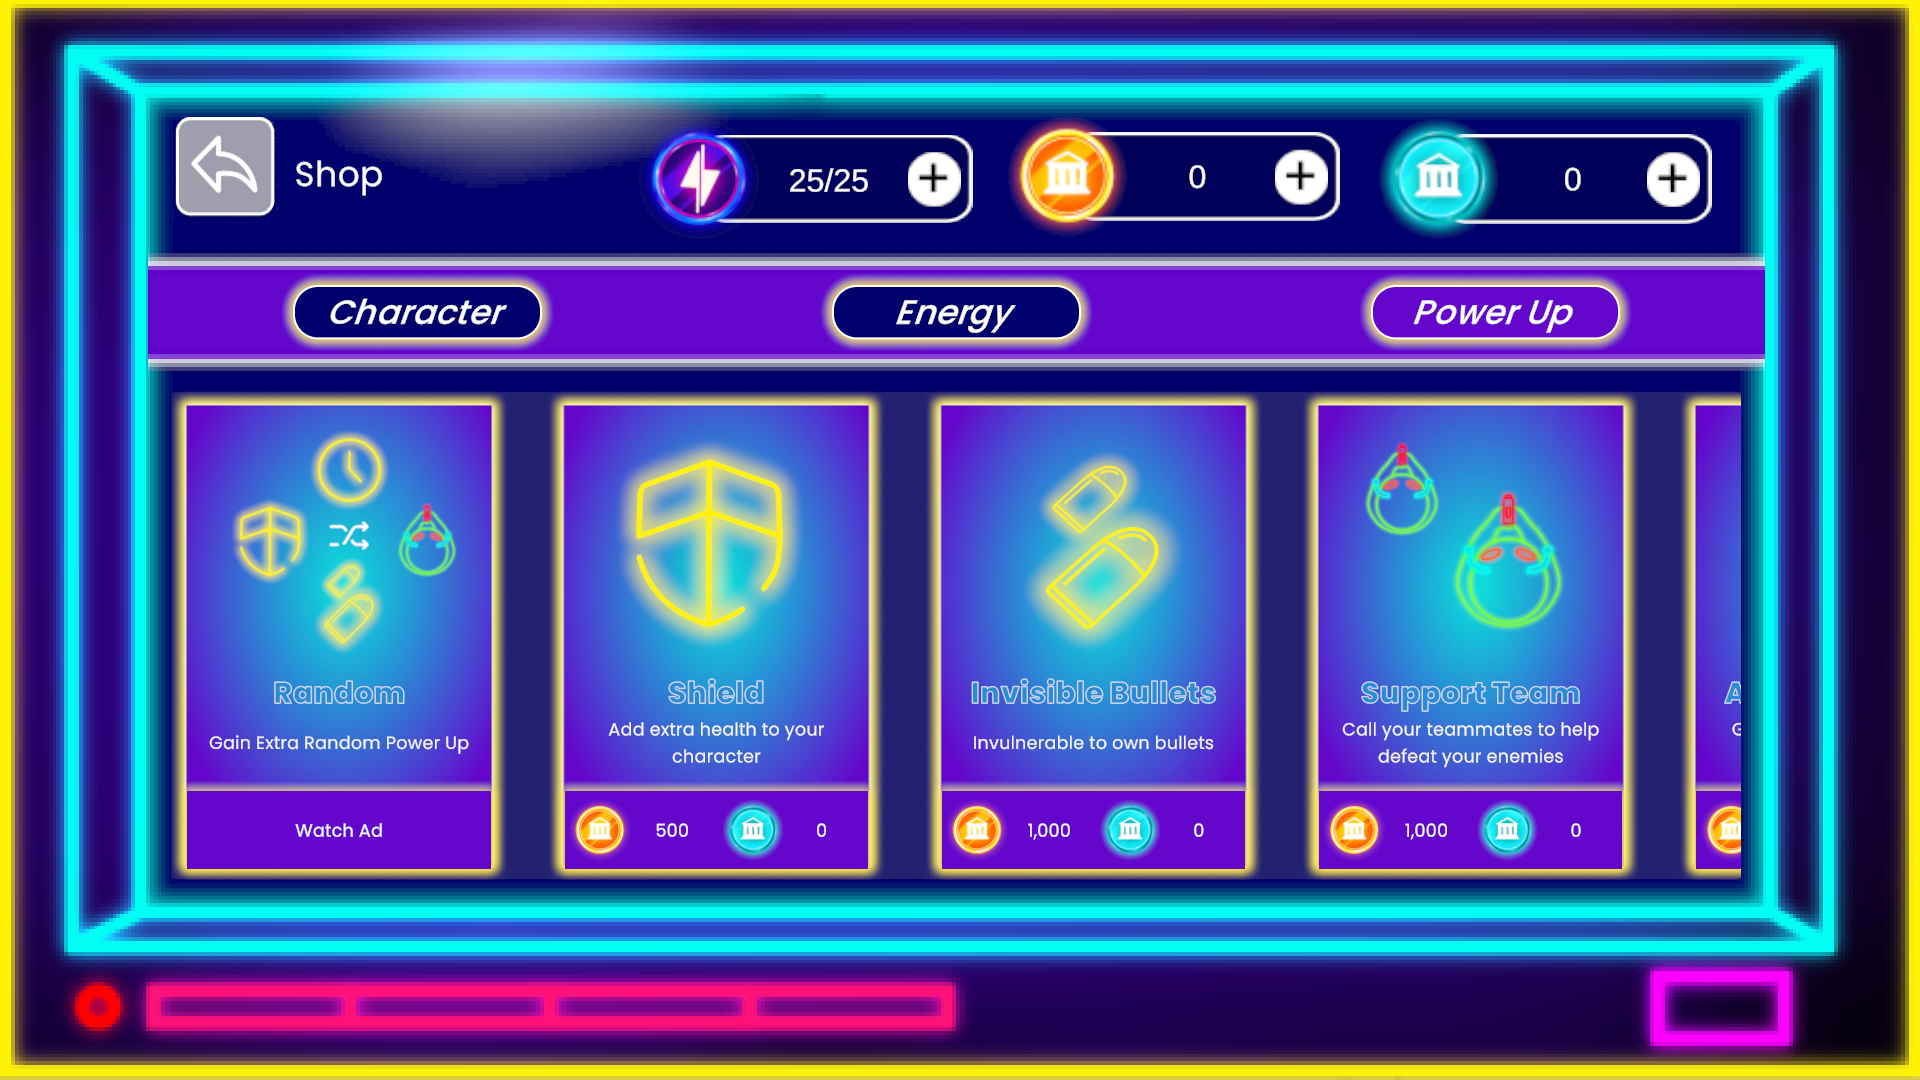 Shop
25/25
0
0
Character
Energy
Power Up
Random
Gain Extra Random Power Up
Watch Ad
Shield
Add extra health to your
character
500
0
Invisible Bullets
Invulnerable to own bullets
1,000
0
Support Team
Call your teammates to help
defeat your enemies
1,000
0